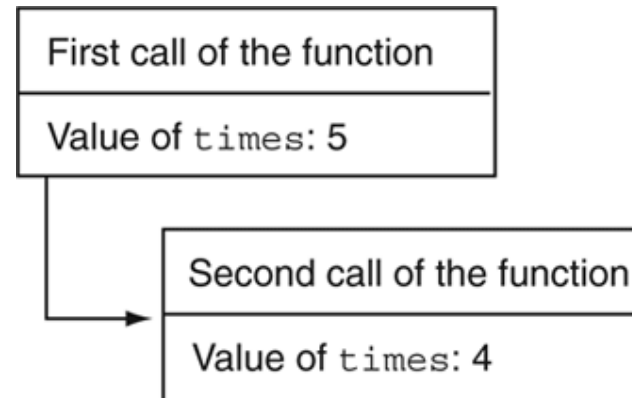 First call of the function
Value of times: 5
Second call of the function
Value of times: 4